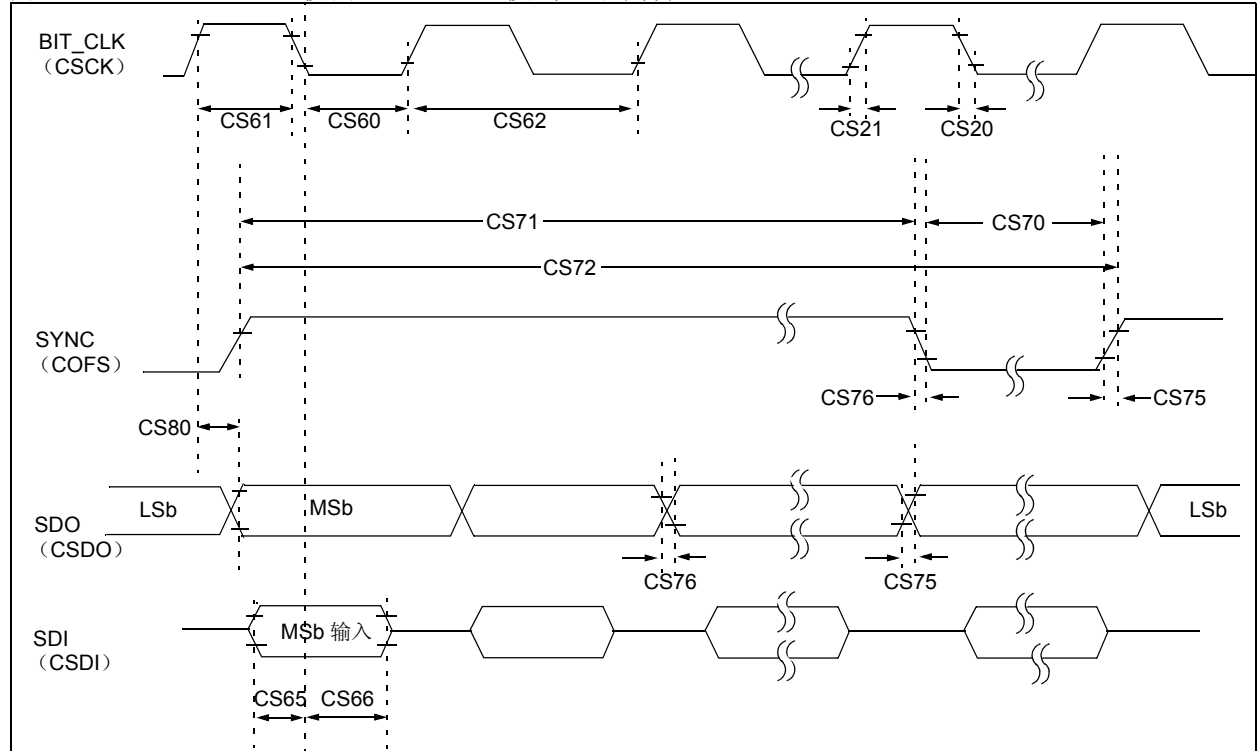 BIT_CLK
（CSCK）
CS61
CS60
CS62
CS21
CS20
CS71
CS70
CS72
SYNC
（COFS）
CS76
CS75
CS80
LSb
MSb
LSb
SDO
（CSDO）
CS76
CS75
MSb 输入
SDI
（CSDI）
CS65
CS66